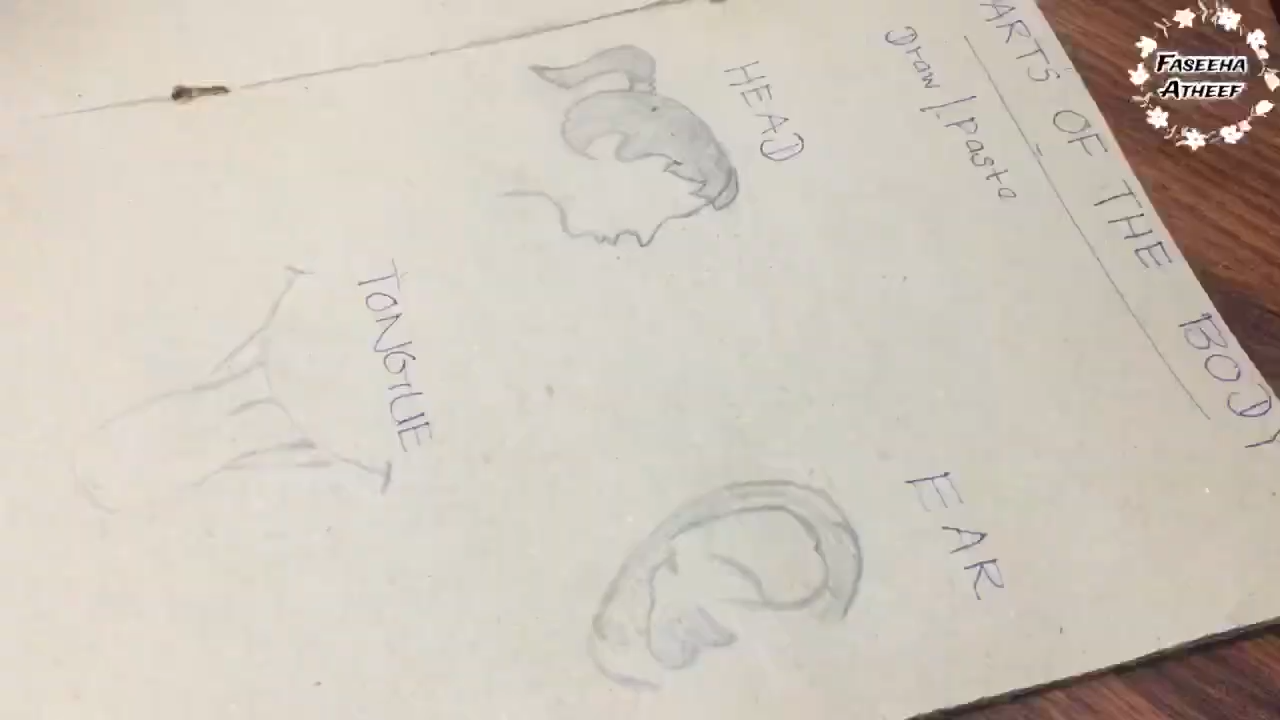 ARTS OF THE BODY
Draw / paste
HEAD
EAR
TONGUE
FASEEHA
ATHEEF